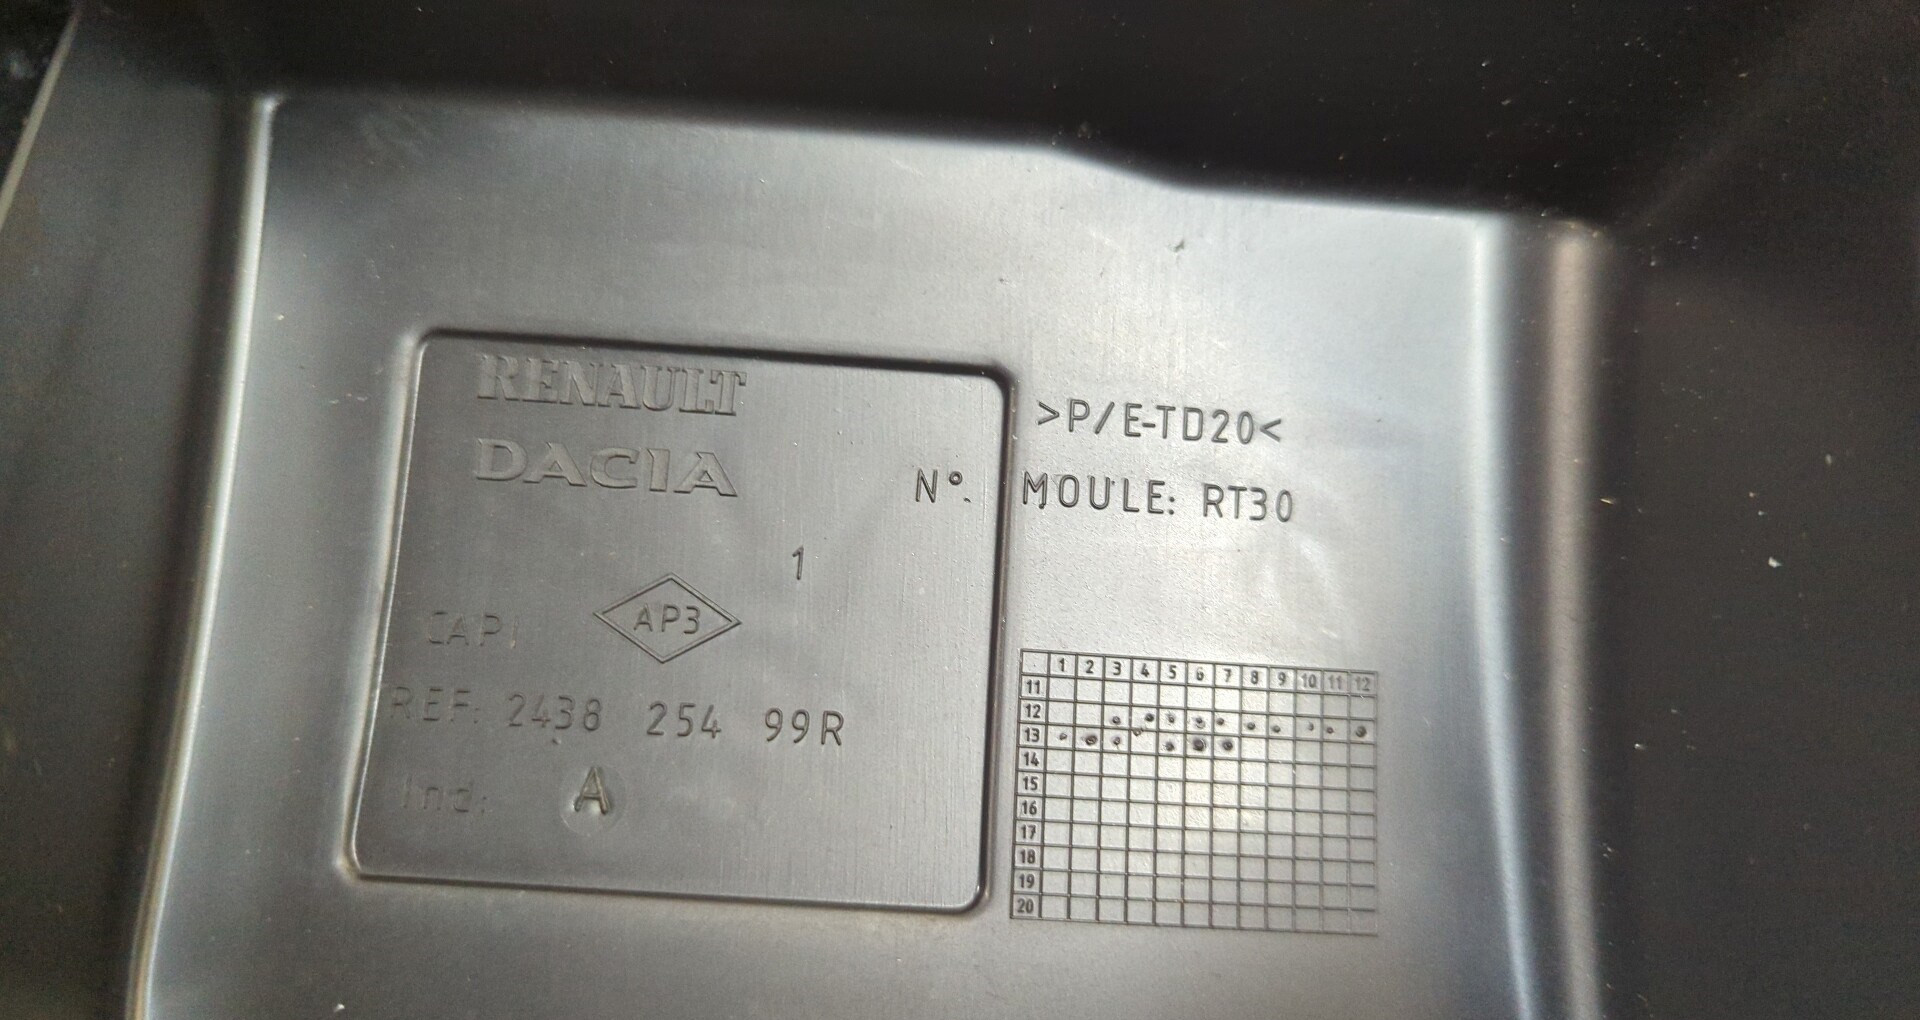 RENAULT
DACIA
>P/E-TD20<
N°. MOULE: RT30
1
CAPI
AP3
REF: 2438 254 99R
Ind: A
1 2 3 4 5 6 7 8 9 10 11 12
11
12
13
14
15
16
17
18
19
20